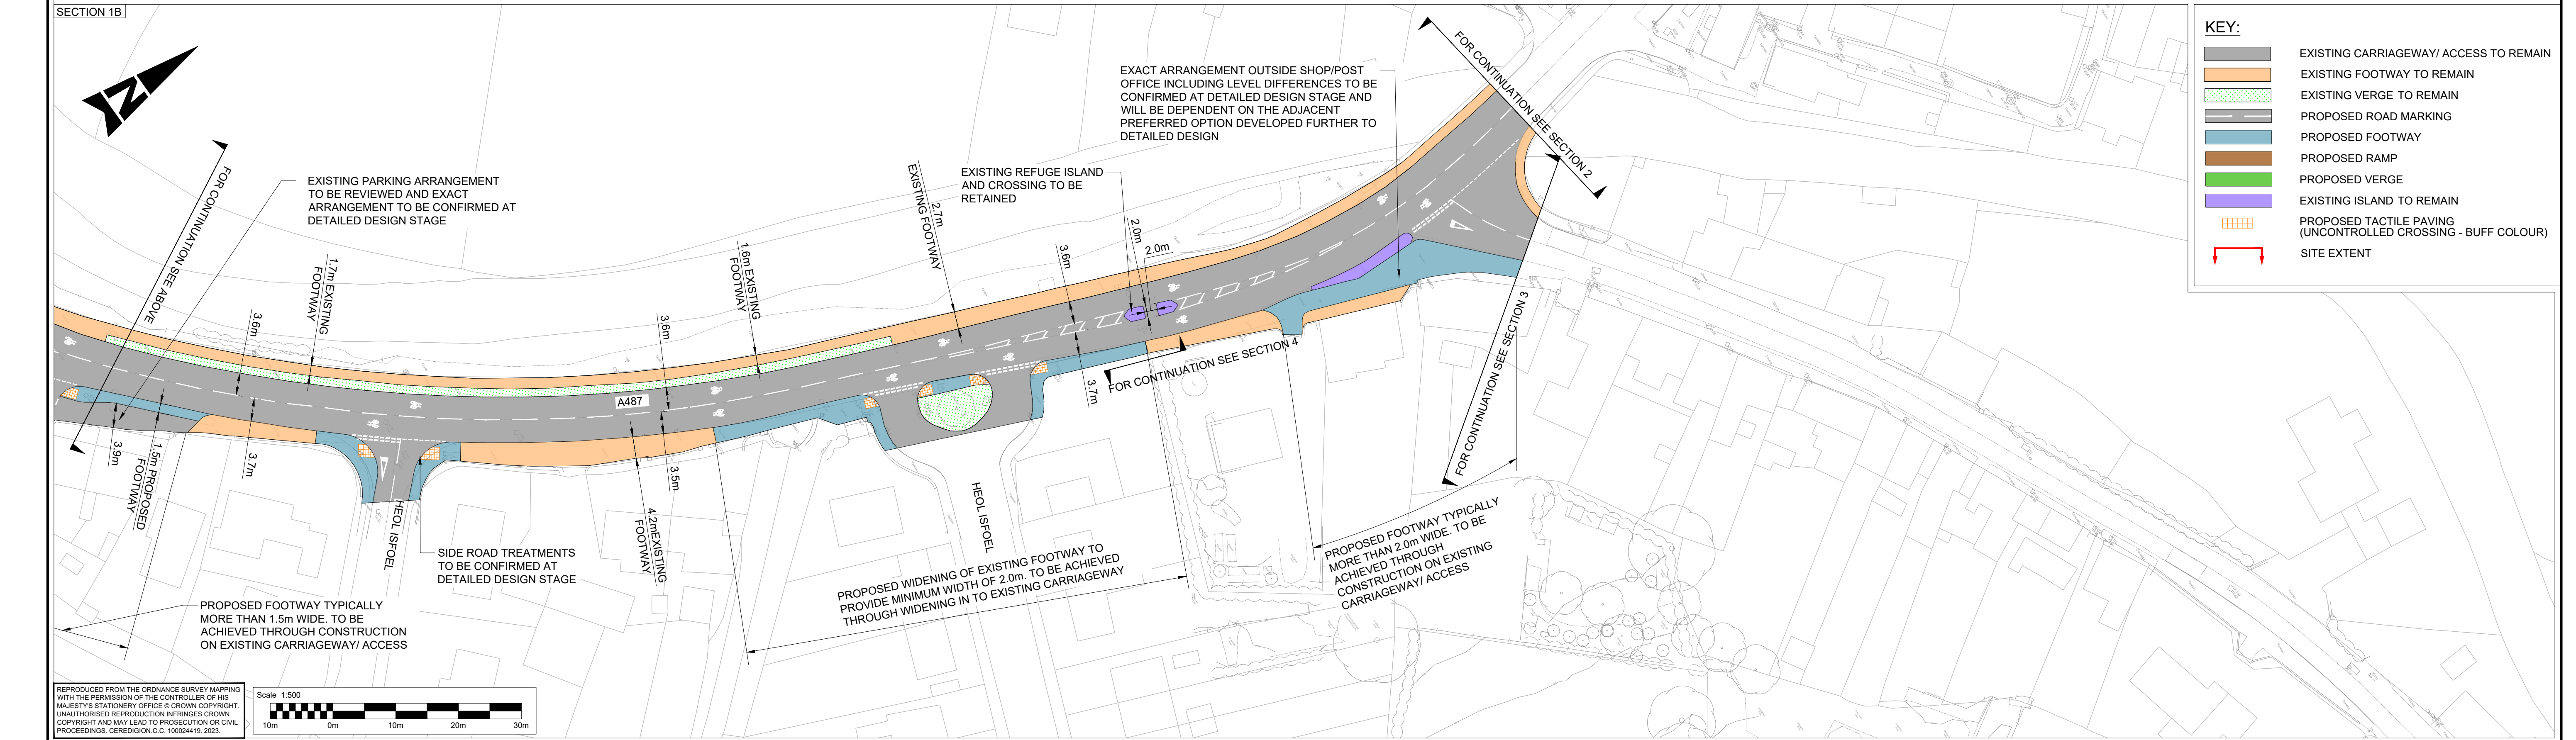 SECTION 1B
N
FOR CONTINUATION SEE ABOVE
EXISTING PARKING ARRANGEMENT
TO BE REVIEWED AND EXACT
ARRANGEMENT TO BE CONFIRMED AT
DETAILED DESIGN STAGE
1.7m EXISTING
FOOTWAY
3.6m
3.9m
1.5m PROPOSED
FOOTWAY
3.7m
HEOL ISFOEL
SIDE ROAD TREATMENTS
TO BE CONFIRMED AT
DETAILED DESIGN STAGE
PROPOSED FOOTWAY TYPICALLY
MORE THAN 1.5m WIDE. TO BE
ACHIEVED THROUGH CONSTRUCTION
ON EXISTING CARRIAGEWAY/ ACCESS
A487
3.6m
1.6m EXISTING
FOOTWAY
3.5m
4.2mEXISTING
FOOTWAY
2.7m
EXISTING FOOTWAY
EXISTING REFUGE ISLAND
AND CROSSING TO BE
RETAINED
3.6m
2.0m
2.0m
3.7m
EXACT ARRANGEMENT OUTSIDE SHOP/POST
OFFICE INCLUDING LEVEL DIFFERENCES TO BE
CONFIRMED AT DETAILED DESIGN STAGE AND
WILL BE DEPENDENT ON THE ADJACENT
PREFERRED OPTION DEVELOPED FURTHER TO
DETAILED DESIGN
FOR CONTINUATION SEE SECTION 2
FOR CONTINUATION SEE SECTION 3
FOR CONTINUATION SEE SECTION 4
HEOL ISFOEL
PROPOSED WIDENING OF EXISTING FOOTWAY TO
PROVIDE MINIMUM WIDTH OF 2.0m. TO BE ACHIEVED
THROUGH WIDENING IN TO EXISTING CARRIAGEWAY
PROPOSED FOOTWAY TYPICALLY
MORE THAN 2.0m WIDE. TO BE
ACHIEVED THROUGH
CONSTRUCTION ON EXISTING
CARRIAGEWAY/ ACCESS
KEY:
EXISTING CARRIAGEWAY/ ACCESS TO REMAIN
EXISTING FOOTWAY TO REMAIN
EXISTING VERGE TO REMAIN
PROPOSED ROAD MARKING
PROPOSED FOOTWAY
PROPOSED RAMP
PROPOSED VERGE
EXISTING ISLAND TO REMAIN
PROPOSED TACTILE PAVING
(UNCONTROLLED CROSSING - BUFF COLOUR)
SITE EXTENT
REPRODUCED FROM THE ORDNANCE SURVEY MAPPING
WITH THE PERMISSION OF THE CONTROLLER OF HIS
MAJESTY'S STATIONERY OFFICE © CROWN COPYRIGHT.
UNAUTHORISED REPRODUCTION INFRINGES CROWN
COPYRIGHT AND MAY LEAD TO PROSECUTION OR CIVIL
PROCEEDINGS. CEREDIGION.C.C. 100024419. 2023.
Scale 1:500
10m 0m 10m 20m 30m